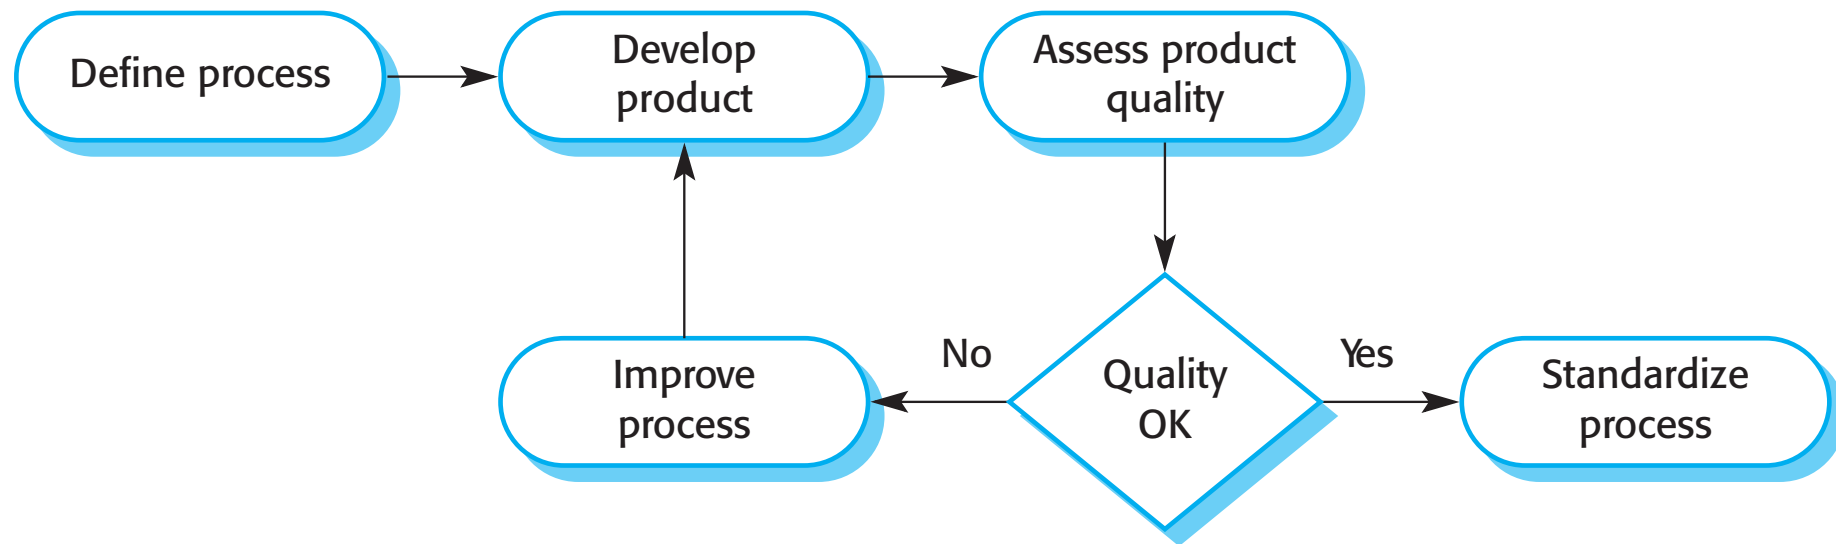 Define process
Develop
product
Assess product
quality
Improve
process
No
Quality
OK
Yes
Standardize
process